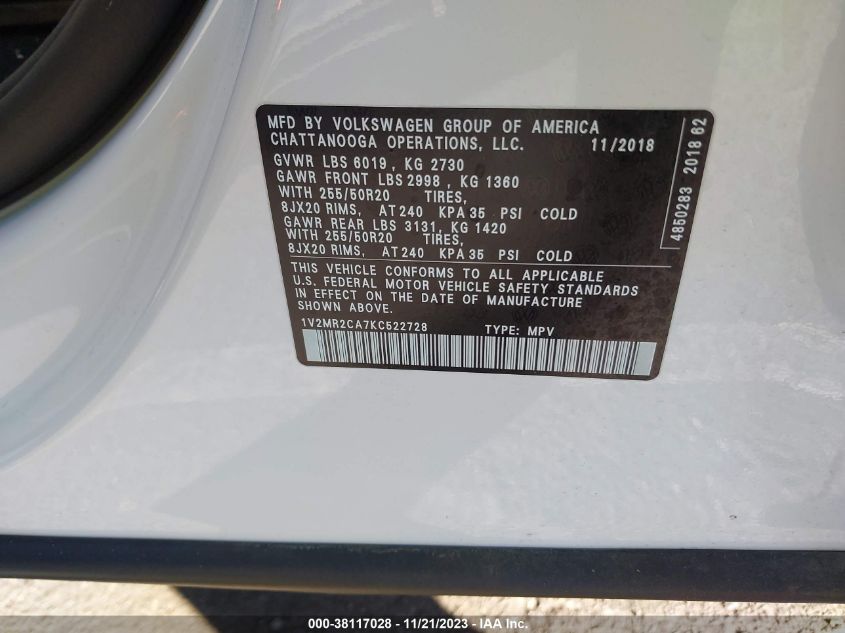 MFD BY VOLKSWAGEN GROUP OF AMERICA
CHATTANOOGA OPERATIONS, LLC. 11/2018
GVWR LBS 6019 , KG 2730
GAWR FRONT LBS 2998 , KG 1360
WITH 255/50R20 TIRES,
8JX20 RIMS, AT 240 KPA 35 PSI COLD
GAWR REAR LBS 3131, KG 1420
WITH 255/50R20 TIRES,
8JX20 RIMS, AT 240 KPA 35 PSI COLD
THIS VEHICLE CONFORMS TO ALL APPLICABLE
U.S. FEDERAL MOTOR VEHICLE SAFETY STANDARDS
IN EFFECT ON THE DATE OF MANUFACTURE
SHOWN ABOVE.
1V2MR2CA7KC522728 TYPE: MPV
4850283 2018 62
000-38117028 - 11/21/2023 - IAA Inc.